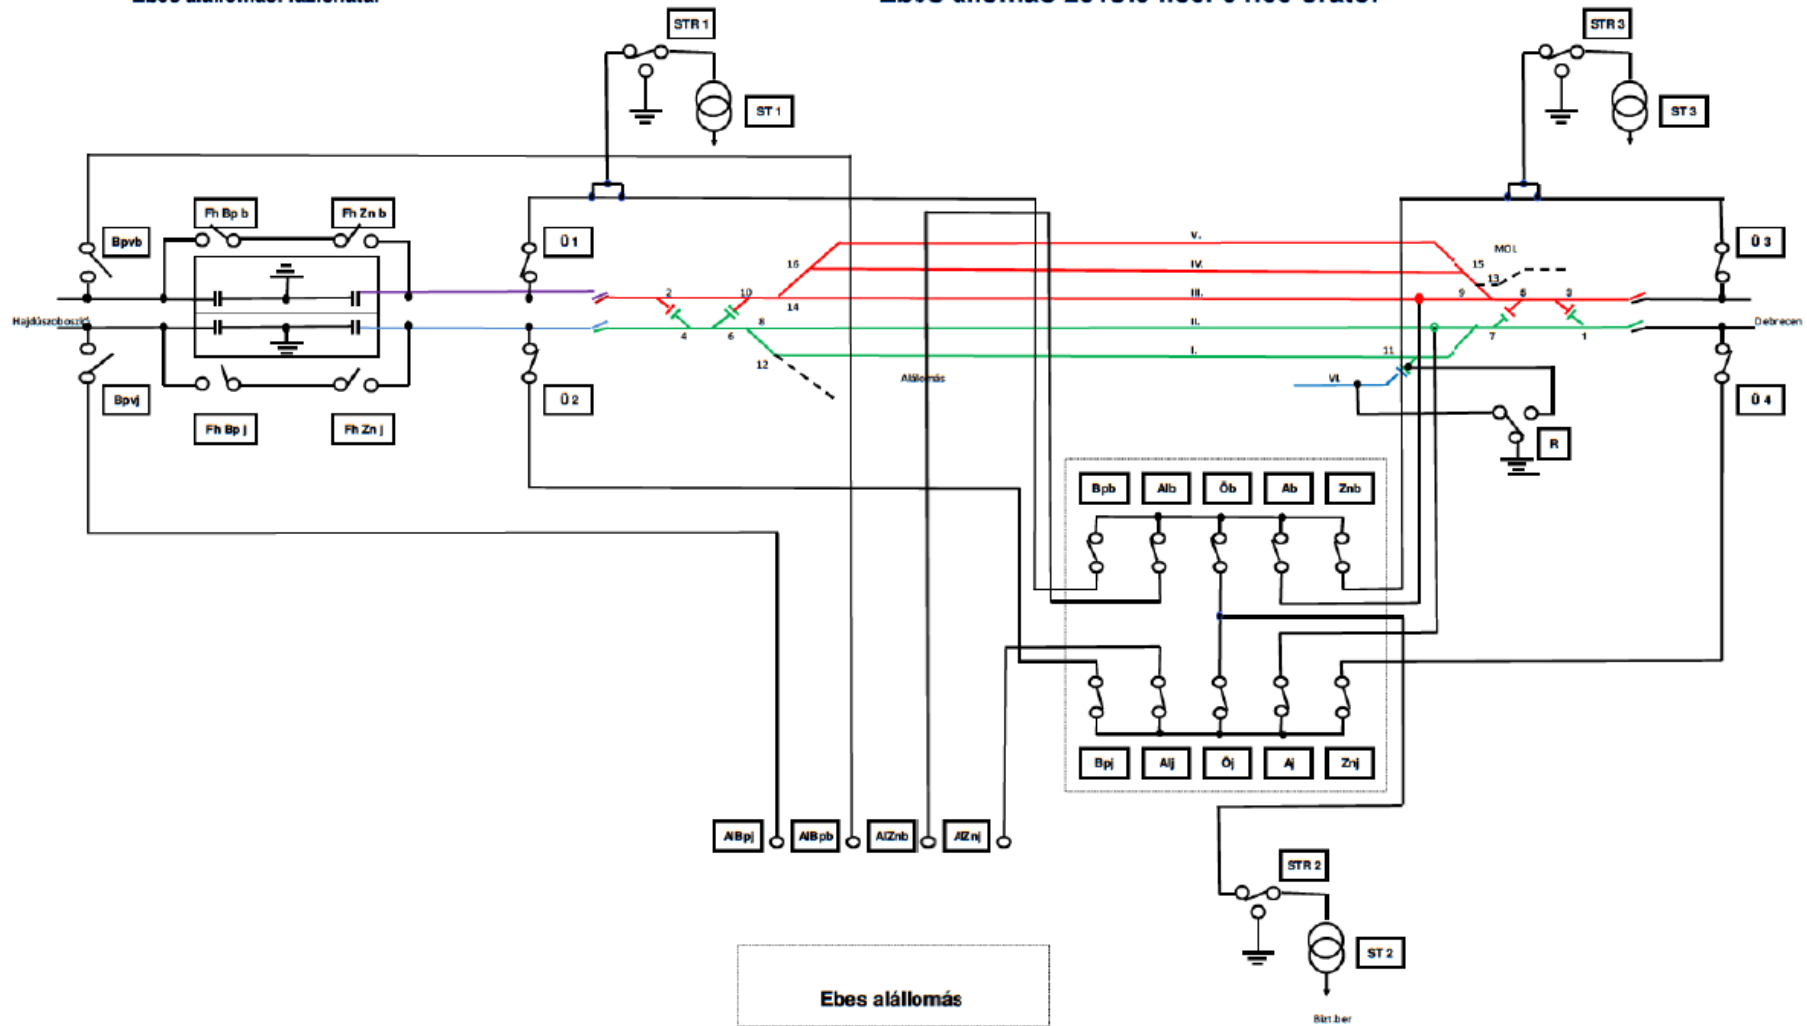 STR 1
STR 3
ST 1
ST 3
Fh Bp b
Fh Zn b
Bpvb
Ü 1
Ü 3
V.
MOL
16
IV.
15
13
2
10
14
III.
9
Hajdúszoboszló
8
II.
Debrecen
4
6
7
1
I.
11
12
Alállomás
VI.
Bpvj
Ü 2
Ü 4
Fh Bp j
Fh Zn j
R
Bpb
Alb
Öb
Ab
Znb
Bpj
Alj
Öj
Aj
Znj
AlBpj
AlBpb
AlZnb
AlZnj
STR 2
ST 2
Ebes alállomás
Bizt.ber